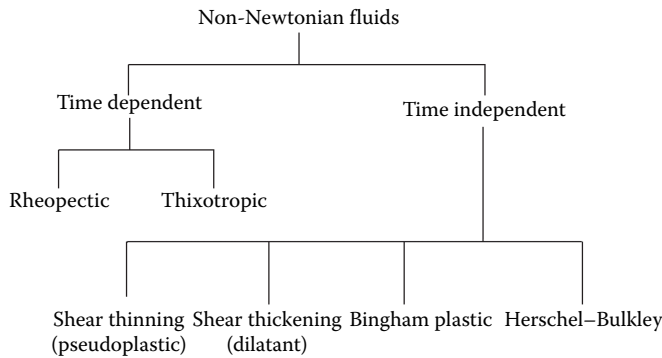 Non-Newtonian fluids
Time dependent
Time independent
Rheopectic
Thixotropic
Shear thinning
(pseudoplastic)
Shear thickening
(dilatant)
Bingham plastic
Herschel–Bulkley